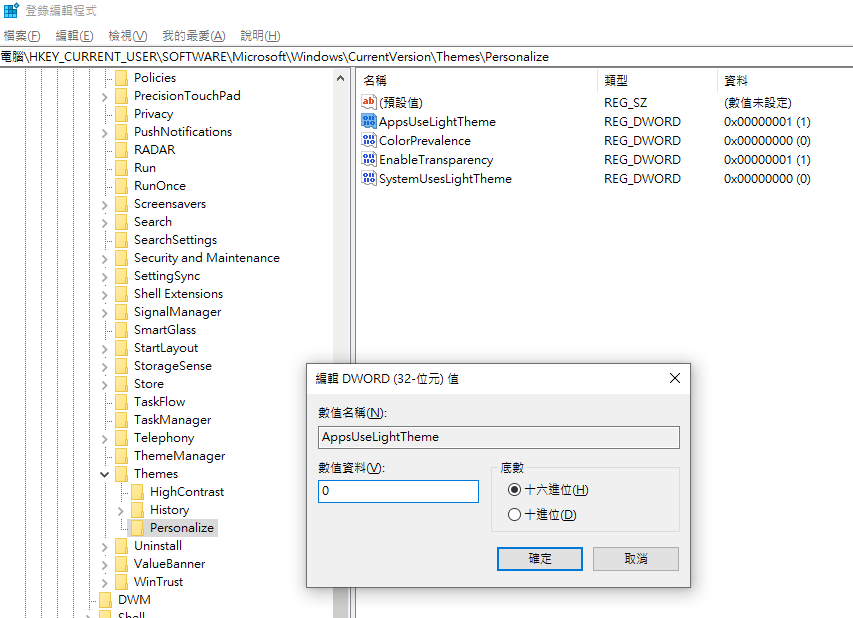 登錄編輯程式
檔案(F) 編輯(E) 檢視(V) 我的最愛(A) 說明(H)
電腦\HKEY_CURRENT_USER\SOFTWARE\Microsoft\Windows\CurrentVersion\Themes\Personalize
Policies
PrecisionTouchPad
Privacy
PushNotifications
RADAR
Run
RunOnce
Screensavers
Search
SearchSettings
Security and Maintenance
SettingSync
Shell Extensions
SignalManager
SmartGlass
StartLayout
StorageSense
Store
TaskFlow
TaskManager
Telephony
ThemeManager
Themes
HighContrast
History
Personalize
Uninstall
ValueBanner
WinTrust
DWM
Shell
名稱 類型 資料
(預設值) REG_SZ (數值未設定)
AppsUseLightTheme REG_DWORD 0x00000001 (1)
ColorPrevalence REG_DWORD 0x00000000 (0)
EnableTransparency REG_DWORD 0x00000001 (1)
SystemUsesLightTheme REG_DWORD 0x00000000 (0)
編輯 DWORD (32-位元) 值
數值名稱(N):
AppsUseLightTheme
數值資料(V): 底數
0
十六進位(H)
十進位(D)
確定 取消